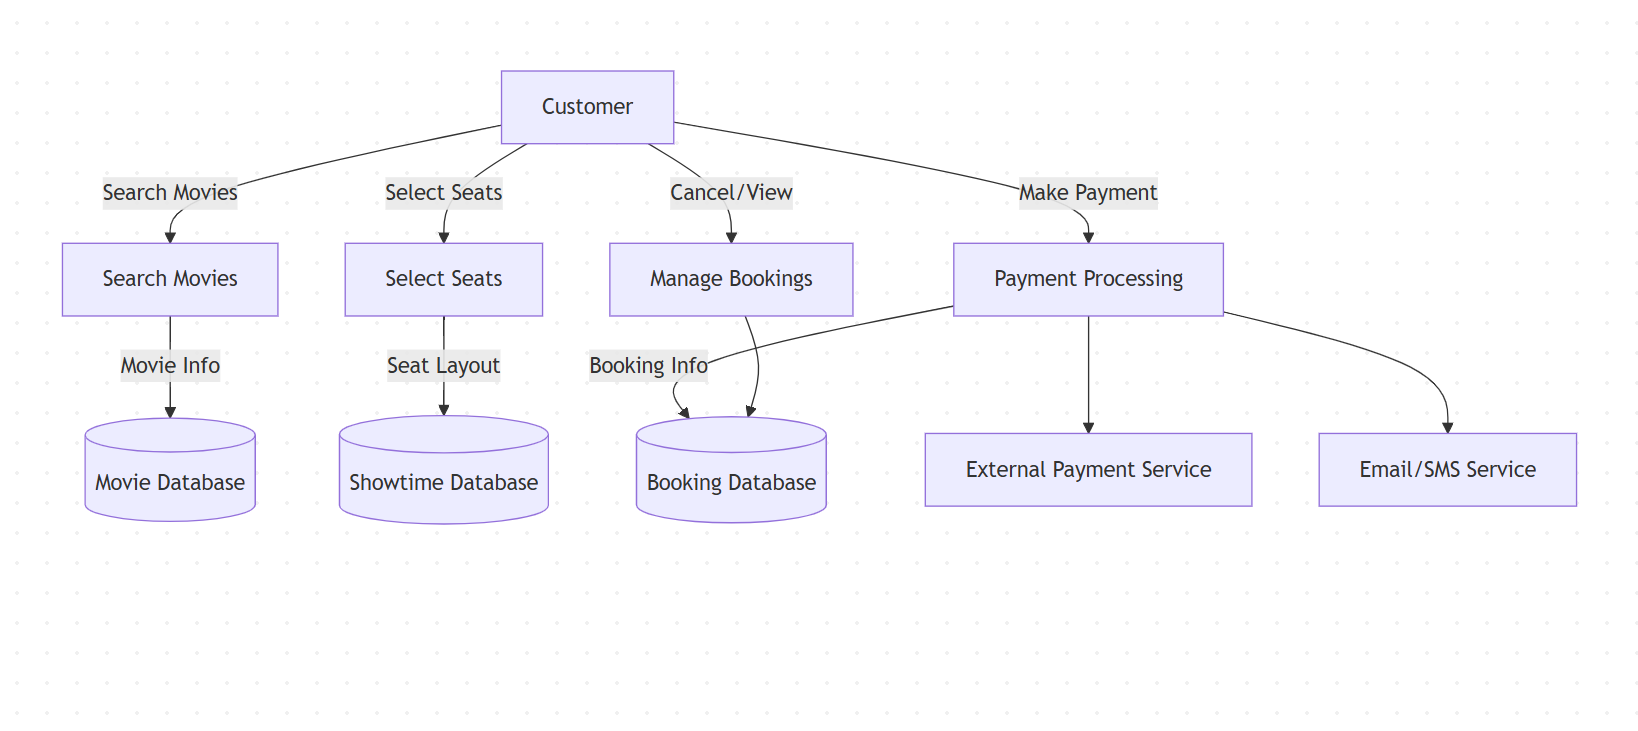 Customer
Search Movies
Select Seats
Cancel/View
Make Payment
Search Movies
Select Seats
Manage Bookings
Payment Processing
Movie Info
Seat Layout
Booking Info
Movie Database
Showtime Database
Booking Database
External Payment Service
Email/SMS Service